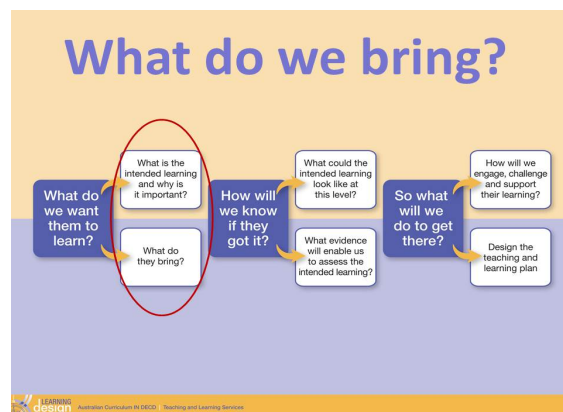 What do we bring?
What do
we want
them to
learn?
What is the
intended learning
and why is
it important?
What do
they bring?
How will
we know
if they
got it?
What could the
intended learning
look like at
this level?
What evidence
will enable us
to assess the
intended learning?
So what
will we
do to get
there?
How will we
engage, challenge
and support
their learning?
Design the
teaching and
learning plan
LEARNING
design Australian Curriculum IN DECD | Teaching and Learning Services